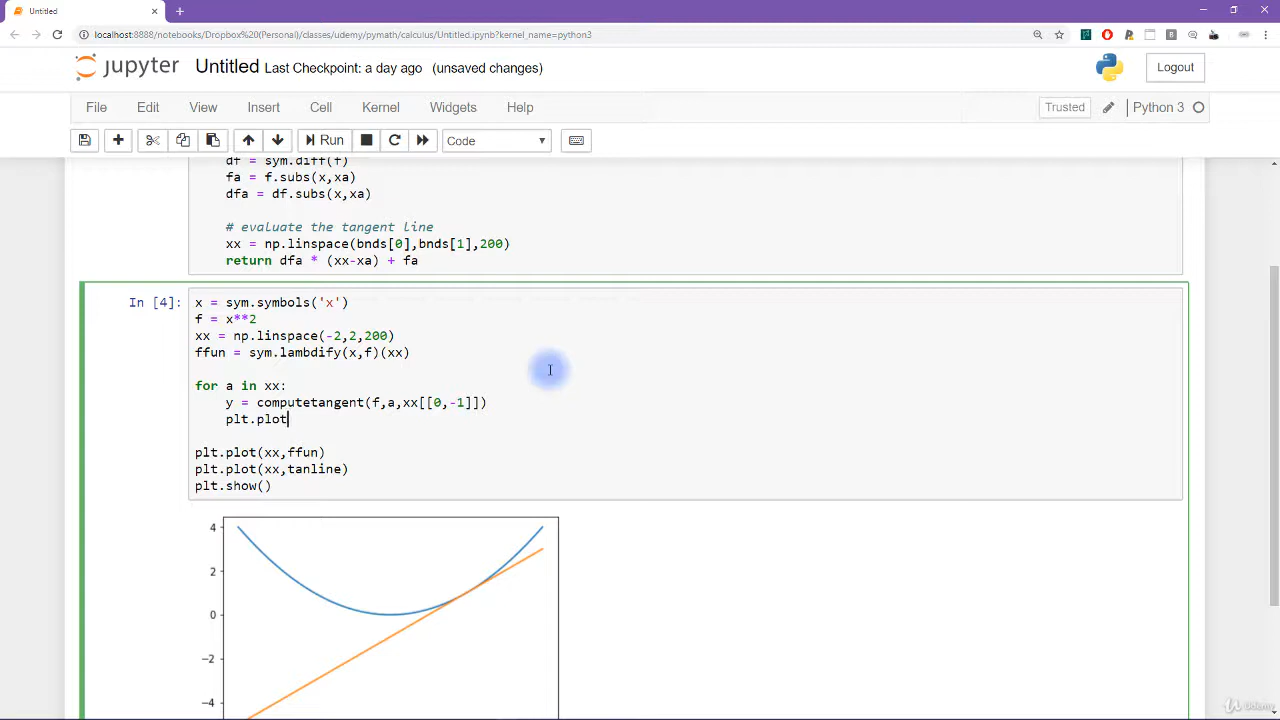 Untitled
localhost:8888/notebooks/Dropbox%20(Personal)/classes/udemy/pymath/calculus/Untitled.ipynb?kernel_name=python3
jupyter Untitled Last Checkpoint: a day ago (unsaved changes) Logout
File Edit View Insert Cell Kernel Widgets Help Trusted Python 3
Run Code
df = sym.diff(f)
fa = f.subs(x,xa)
dfa = df.subs(x,xa)
# evaluate the tangent line
xx = np.linspace(bnds[0],bnds[1],200)
return dfa * (xx-xa) + fa
In [4]: x = sym.symbols('x')
f = x**2
xx = np.linspace(-2,2,200)
ffun = sym.lambdify(x,f)(xx)
for a in xx:
y = computetangent(f,a,xx[[0,-1]])
plt.plot
plt.plot(xx,ffun)
plt.plot(xx,tanline)
plt.show()
4
2
0
−2
−4
Udemy